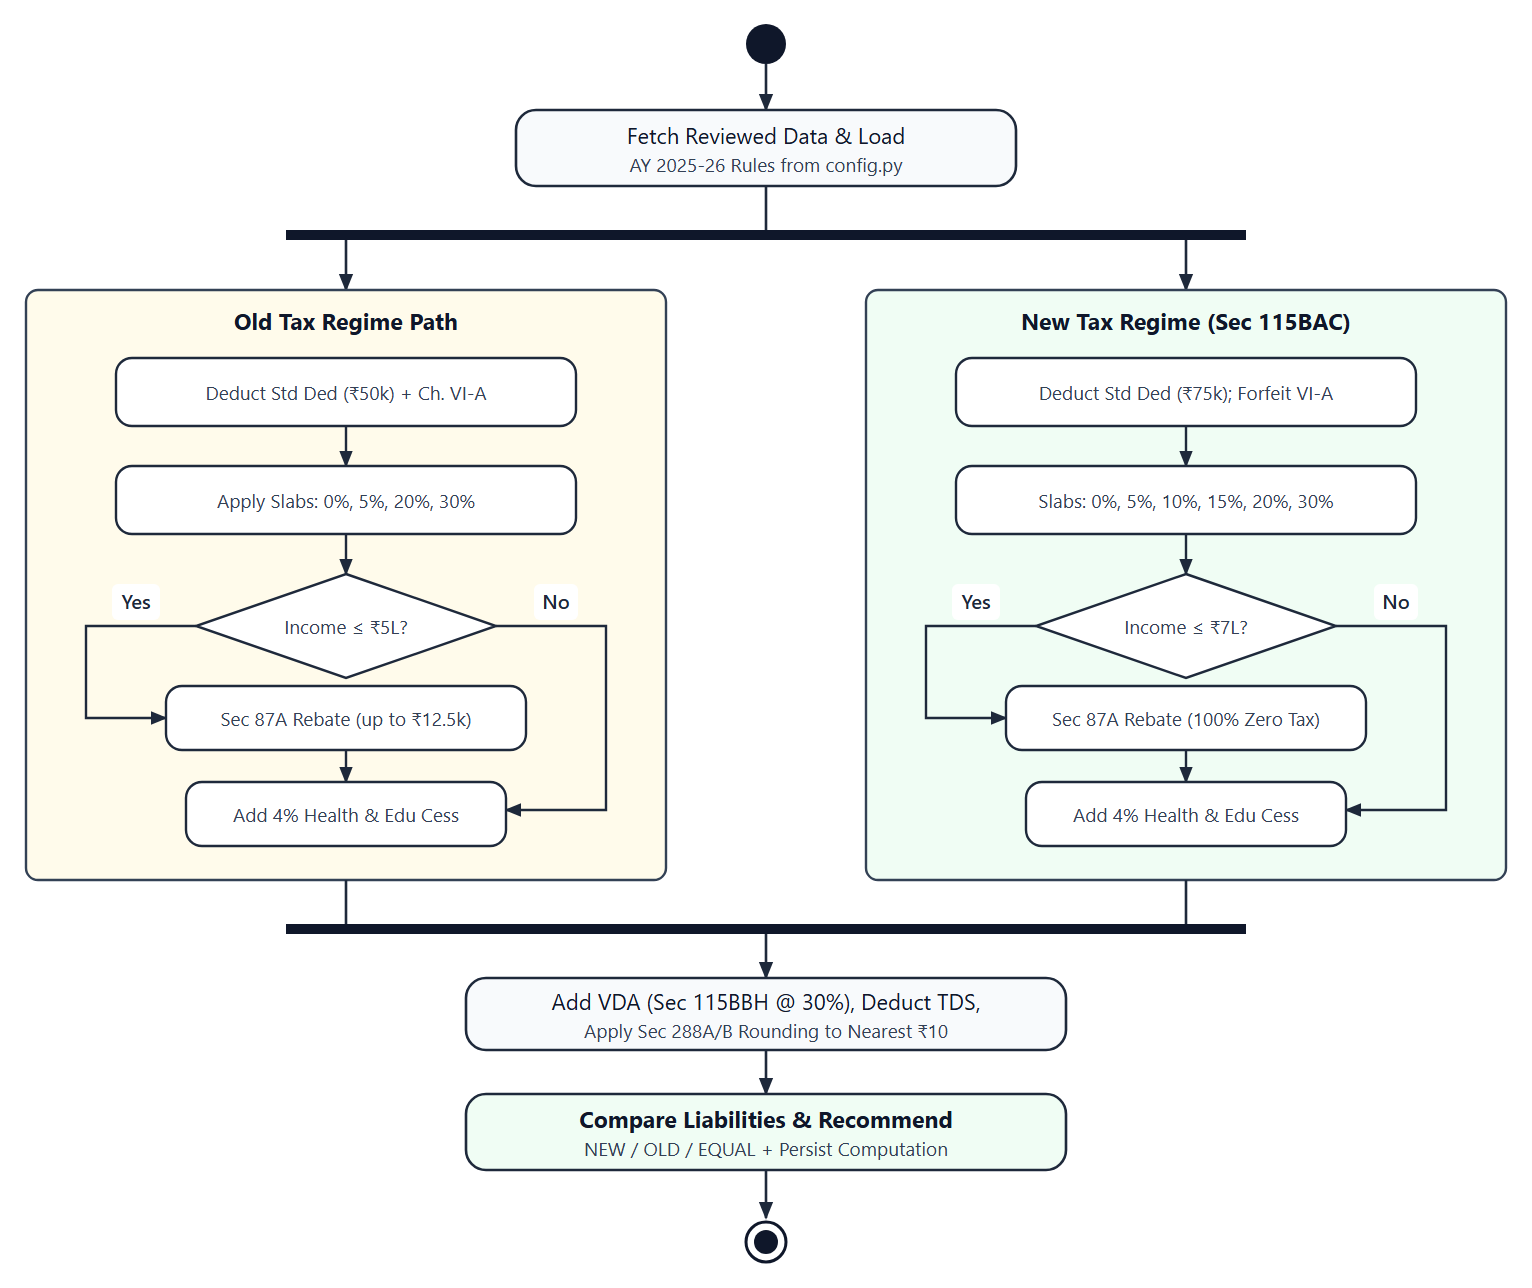 Fetch Reviewed Data & Load
AY 2025-26 Rules from config.py
Old Tax Regime Path
Deduct Std Ded (₹50k) + Ch. VI-A
Apply Slabs: 0%, 5%, 20%, 30%
Yes
No
Income ≤ ₹5L?
Sec 87A Rebate (up to ₹12.5k)
Add 4% Health & Edu Cess
New Tax Regime (Sec 115BAC)
Deduct Std Ded (₹75k); Forfeit VI-A
Slabs: 0%, 5%, 10%, 15%, 20%, 30%
Yes
No
Income ≤ ₹7L?
Sec 87A Rebate (100% Zero Tax)
Add 4% Health & Edu Cess
Add VDA (Sec 115BBH @ 30%), Deduct TDS,
Apply Sec 288A/B Rounding to Nearest ₹10
Compare Liabilities & Recommend
NEW / OLD / EQUAL + Persist Computation